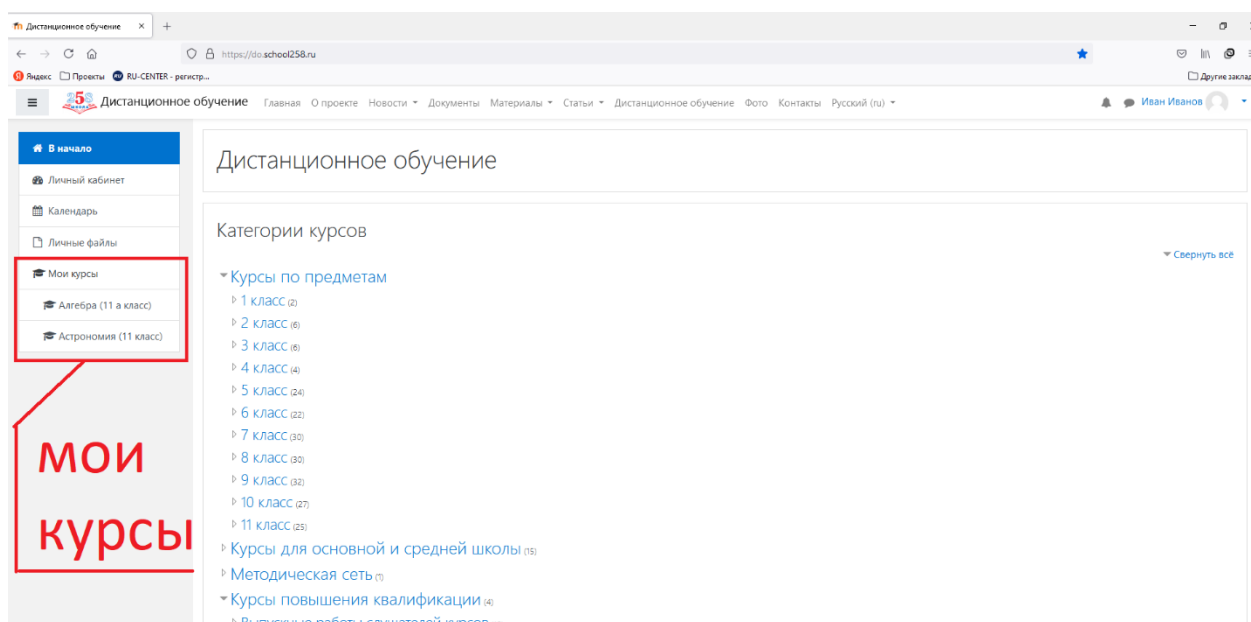 Дистанционное обучение × +
https://do.school258.ru
Яндекс Проекты RU-CENTER - регистр... Другие заклад
258 Дистанционное обучение Главная О проекте Новости Документы Материалы Статьи Дистанционное обучение Фото Контакты Русский (ru) Иван Иванов
В начало
Личный кабинет
Календарь
Личные файлы
Мои курсы
Алгебра (11 а класс)
Астрономия (11 класс)
мои
курсы
Дистанционное обучение
Категории курсов
Свернуть всё
Курсы по предметам
1 класс (2)
2 класс (6)
3 класс (6)
4 класс (4)
5 класс (24)
6 класс (22)
7 класс (30)
8 класс (30)
9 класс (32)
10 класс (27)
11 класс (25)
Курсы для основной и средней школы (15)
Методическая сеть (1)
Курсы повышения квалификации (4)
Выпускные работы слушателей курсов